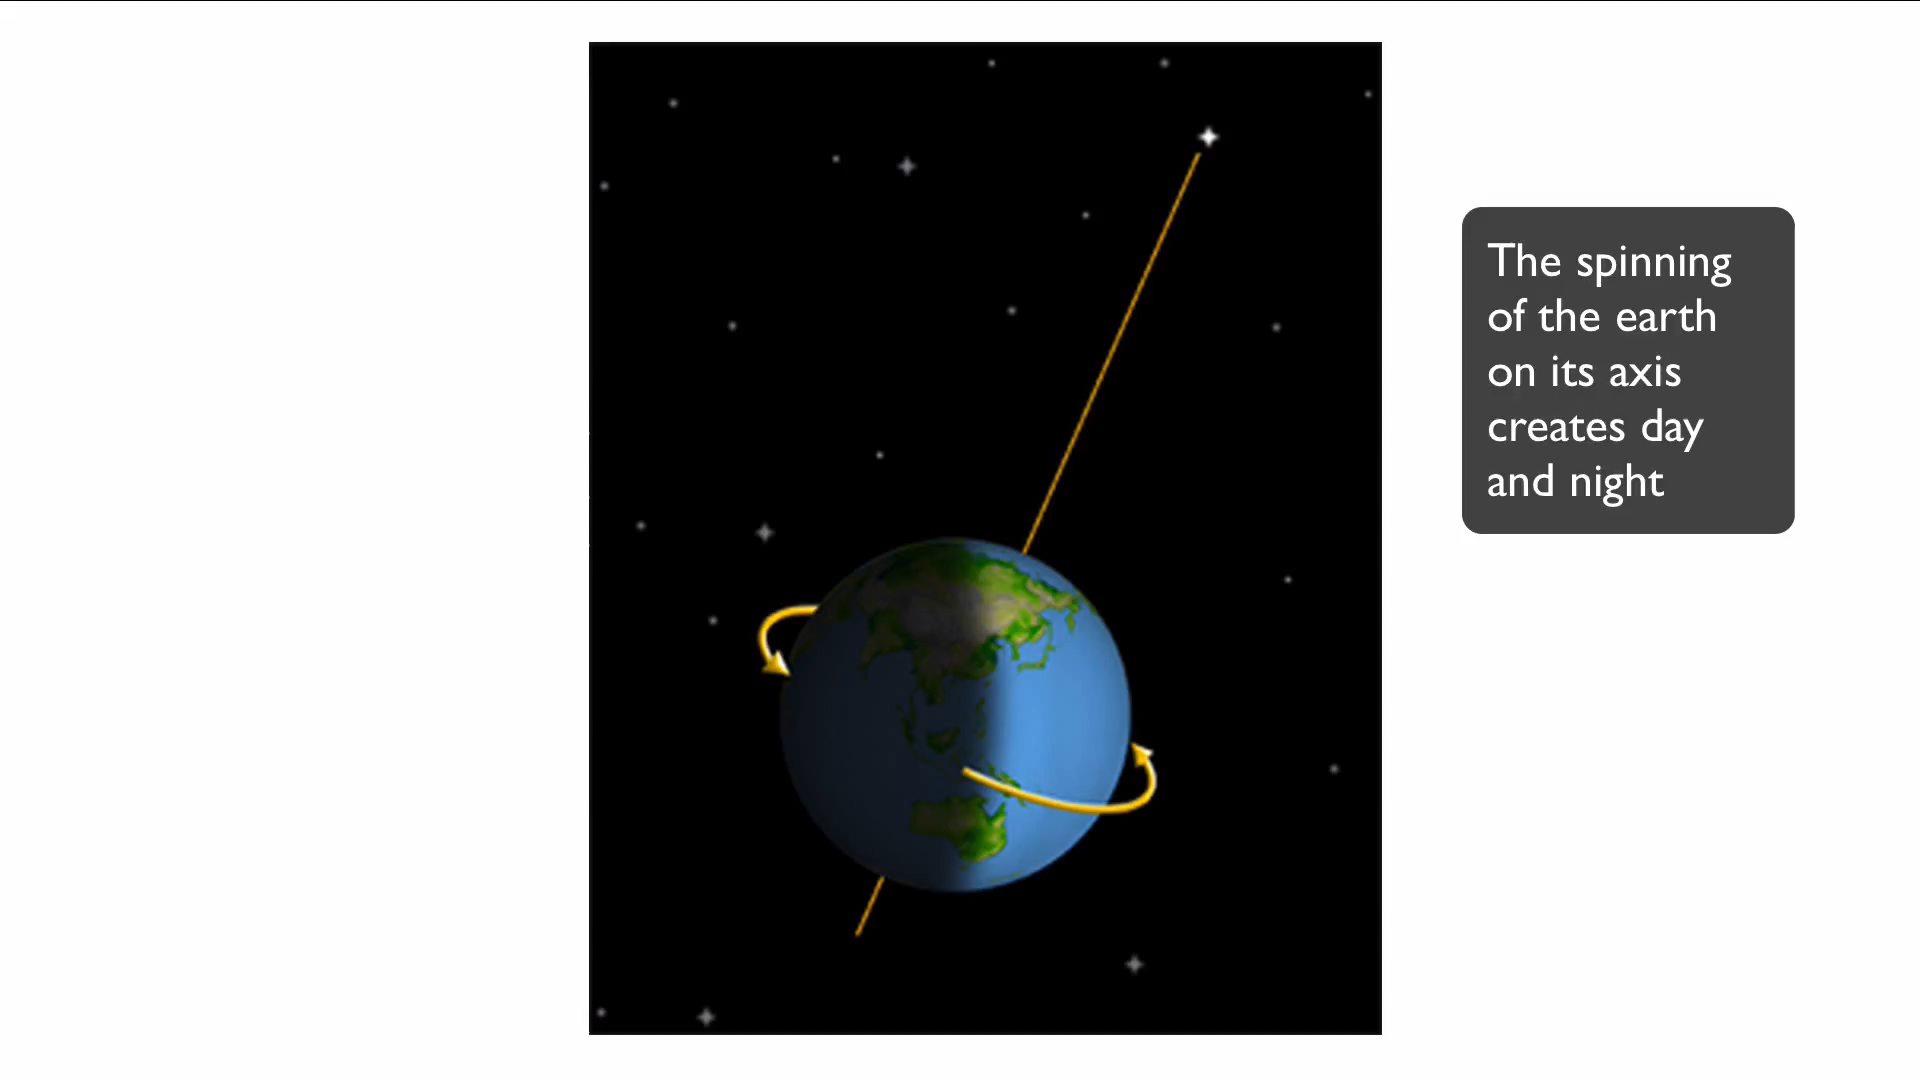 The spinning
of the earth
on its axis
creates day
and night